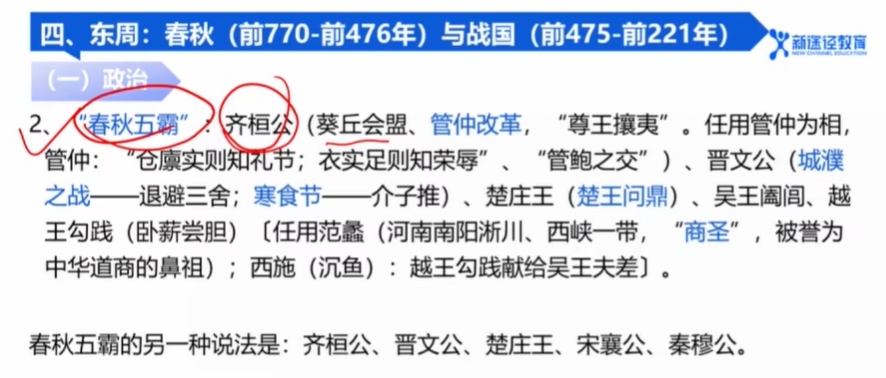 四、东周：春秋（前770-前476年）与战国（前475-前221年）
新途径教育
NEW CHANNEL EDUCATION
（一）政治
2、“春秋五霸”：齐桓公（葵丘会盟、管仲改革，“尊王攘夷”。任用管仲为相，
管仲：“仓廪实则知礼节；衣实足则知荣辱”、“管鲍之交”）、晋文公（城濮
之战——退避三舍；寒食节——介子推）、楚庄王（楚王问鼎）、吴王阖闾、越
王勾践（卧薪尝胆）〔任用范蠡（河南南阳淅川、西峡一带，“商圣”，被誉为
中华道商的鼻祖）；西施（沉鱼）：越王勾践献给吴王夫差〕。
春秋五霸的另一种说法是：齐桓公、晋文公、楚庄王、宋襄公、秦穆公。